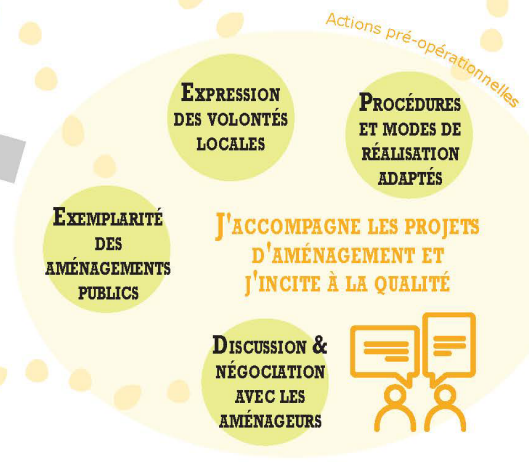 Actions pré-opérationnelles
EXPRESSION
DES VOLONTÉS
LOCALES
PROCÉDURES
ET MODES DE
RÉALISATION
ADAPTÉS
EXEMPLARITÉ
DES
AMÉNAGEMENTS
PUBLICS
J'ACCOMPAGNE LES PROJETS
D'AMÉNAGEMENT ET
J'INCITE À LA QUALITÉ
DISCUSSION &
NÉGOCIATION
AVEC LES
AMÉNAGEURS